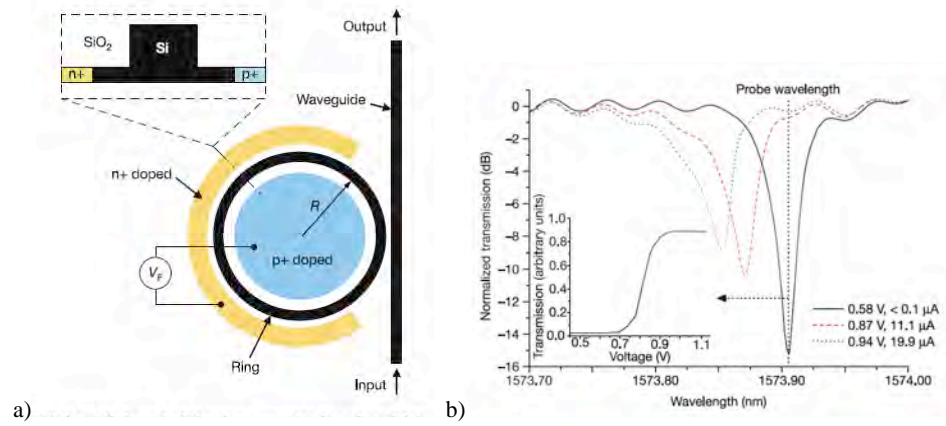 SiO2
Si
n+
p+
Output
Waveguide
n+ doped
R
p+ doped
VF
Ring
Input
a)
Probe wavelength
Normalized transmission (dB)
0
−2
−4
−6
−8
−10
−12
−14
−16
1573.70
1573.80
1573.90
1574.00
Wavelength (nm)
Transmission (arbitrary units)
1.0
0.8
0.6
0.4
0.2
0.0
0.5
0.7
0.9
1.1
Voltage (V)
0.58 V, < 0.1 µA
0.87 V, 11.1 µA
0.94 V, 19.9 µA
b)